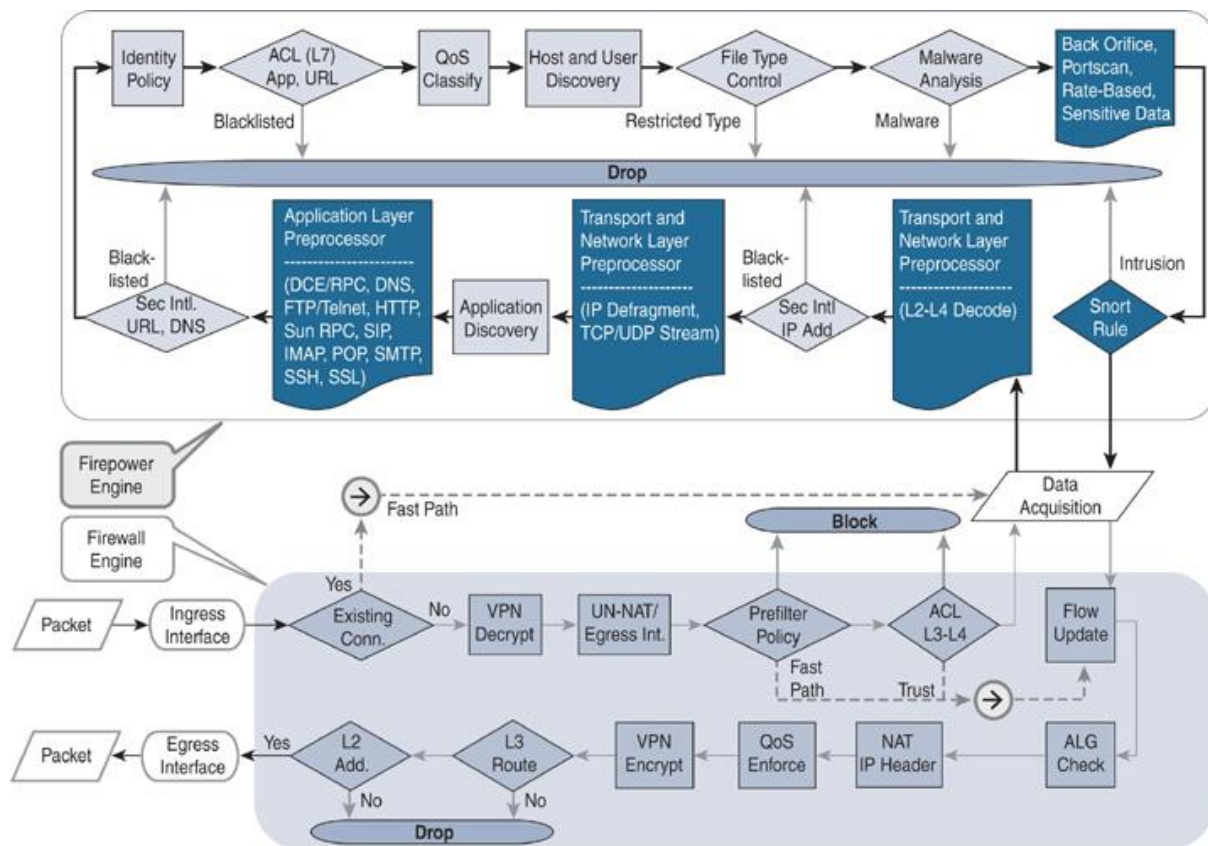 Identity
Policy
ACL (L7)
App, URL
QoS
Classify
Host and User
Discovery
File Type
Control
Malware
Analysis
Back Orifice,
Portscan,
Rate-Based,
Sensitive Data
Blacklisted
Restricted Type
Malware
Drop
Black-
listed
Sec Intl.
URL, DNS
Application Layer
Preprocessor
-----------------------
(DCE/RPC, DNS,
FTP/Telnet, HTTP,
Sun RPC, SIP,
IMAP, POP, SMTP,
SSH, SSL)
Application
Discovery
Transport and
Network Layer
Preprocessor
-----------------------
(IP Defragment,
TCP/UDP Stream)
Black-
listed
Sec Intl
IP Add.
Transport and
Network Layer
Preprocessor
-----------------------
(L2-L4 Decode)
Intrusion
Snort
Rule
Firepower
Engine
Firewall
Engine
Fast Path
Data
Acquisition
Block
Packet
Ingress
Interface
Yes
Existing
Conn.
No
VPN
Decrypt
UN-NAT/
Egress Int.
Prefilter
Policy
ACL
L3-L4
Flow
Update
Fast
Path
Trust
Packet
Egress
Interface
Yes
L2
Add.
No
L3
Route
No
VPN
Encrypt
QoS
Enforce
NAT
IP Header
ALG
Check
Drop